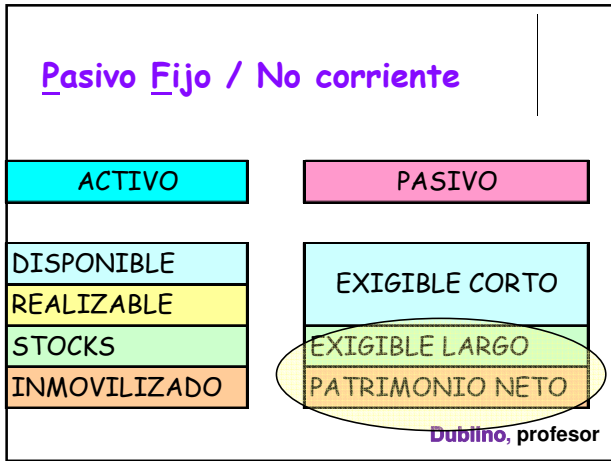 Pasivo Fijo / No corriente
ACTIVO
PASIVO
DISPONIBLE
REALIZABLE
STOCKS
INMOVILIZADO
EXIGIBLE CORTO
EXIGIBLE LARGO
PATRIMONIO NETO
Dublino, profesor